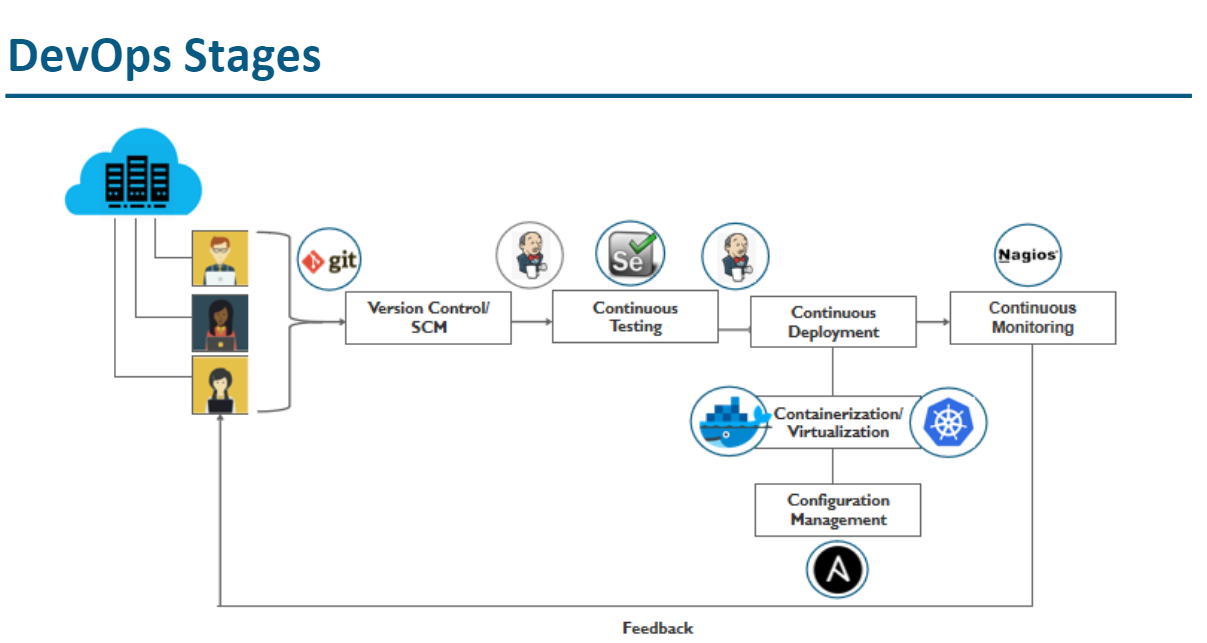 DevOps Stages
git
Se
Nagios®
Version Control/
SCM
Continuous
Testing
Continuous
Deployment
Continuous
Monitoring
Containerization/
Virtualization
Configuration
Management
A
Feedback